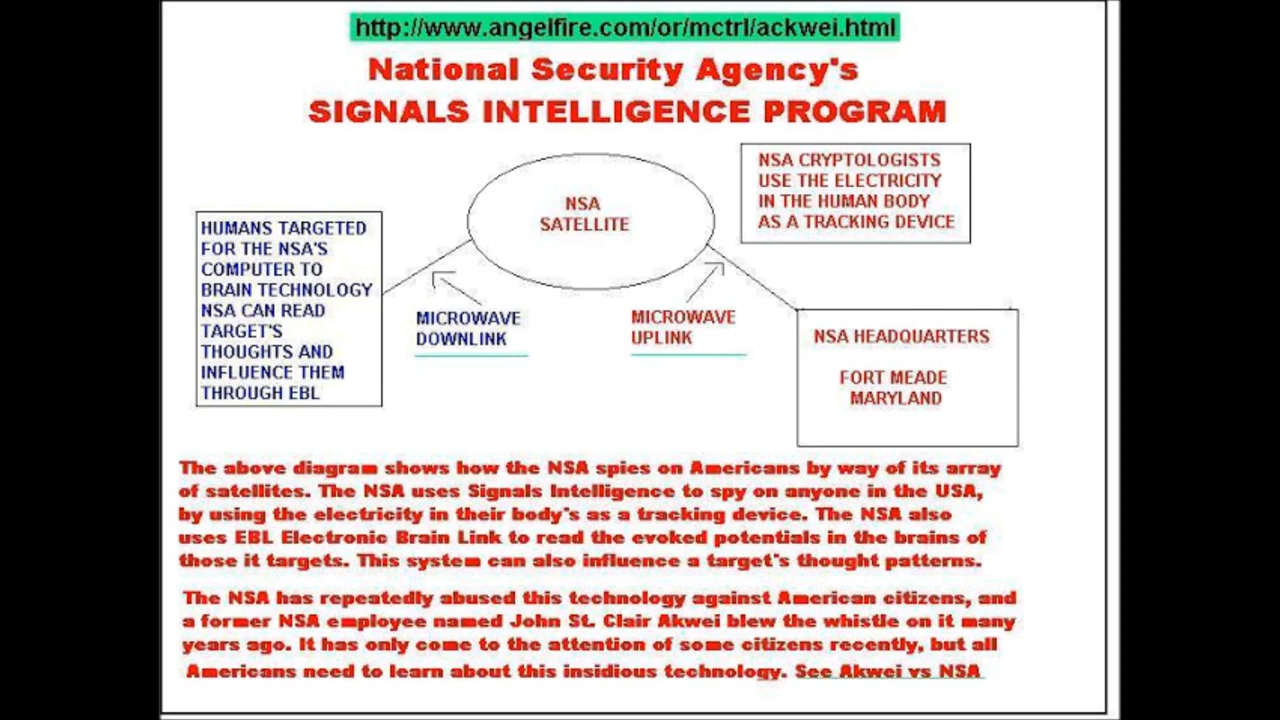 http://www.angelfire.com/or/mctrl/ackwei.html
National Security Agency's
SIGNALS INTELLIGENCE PROGRAM
NSA CRYPTOLOGISTS
USE THE ELECTRICITY
IN THE HUMAN BODY
AS A TRACKING DEVICE
NSA
SATELLITE
HUMANS TARGETED
FOR THE NSA'S
COMPUTER TO
BRAIN TECHNOLOGY
NSA CAN READ
TARGET'S
THOUGHTS AND
INFLUENCE THEM
THROUGH EBL
MICROWAVE
DOWNLINK
MICROWAVE
UPLINK
NSA HEADQUARTERS
FORT MEADE
MARYLAND
The above diagram shows how the NSA spies on Americans by way of its array
of satellites. The NSA uses Signals Intelligence to spy on anyone in the USA,
by using the electricity in their body's as a tracking device. The NSA also
uses EBL Electronic Brain Link to read the evoked potentials in the brains of
those it targets. This system can also influence a target's thought patterns.
The NSA has repeatedly abused this technology against American citizens, and
a former NSA employee named John St. Clair Akwei blew the whistle on it many
years ago. It has only come to the attention of some citizens recently, but all
Americans need to learn about this insidious technology. See Akwei vs NSA